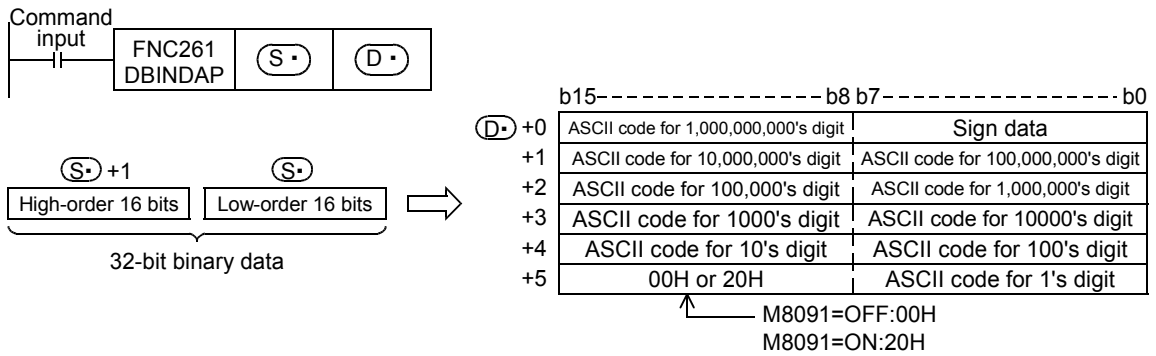 Command
input
FNC261
DBINDAP
S·
D·
b15 b8 b7 b0
D· +0 ASCII code for 1,000,000,000's digit Sign data
+1 ASCII code for 10,000,000's digit ASCII code for 100,000,000's digit
+2 ASCII code for 100,000's digit ASCII code for 1,000,000's digit
+3 ASCII code for 1000's digit ASCII code for 10000's digit
+4 ASCII code for 10's digit ASCII code for 100's digit
+5 00H or 20H ASCII code for 1's digit
M8091=OFF:00H
M8091=ON:20H
S· +1 S·
High-order 16 bits Low-order 16 bits
32-bit binary data